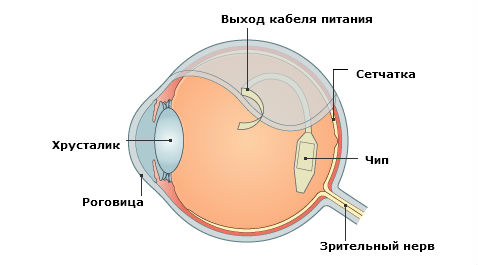 Выход кабеля питания
Сетчатка
Хрусталик
Чип
Роговица
Зрительный нерв